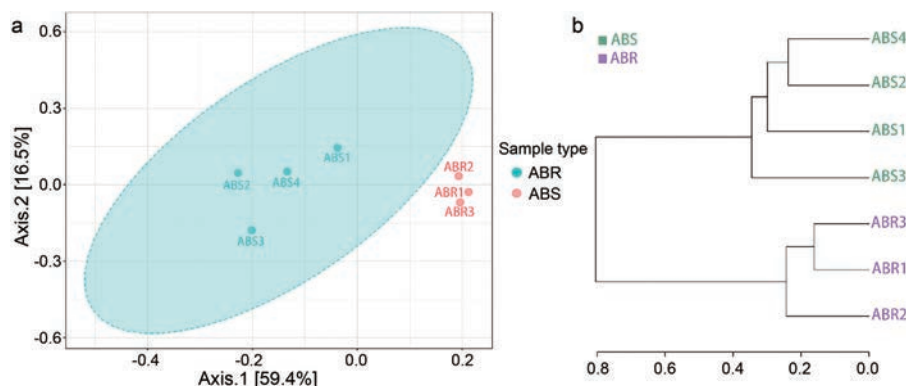 a
0.6
0.3
0.0
-0.3
-0.6
Axis.2 [16.5%]
ABS1
ABS2
ABS4
ABS3
ABR2
ABR1
ABR3
-0.4
-0.2
0.0
0.2
Axis.1 [59.4%]
Sample type
ABR
ABS
b
ABS
ABR
ABS4
ABS2
ABS1
ABS3
ABR3
ABR1
ABR2
0.8 0.6 0.4 0.2 0.0